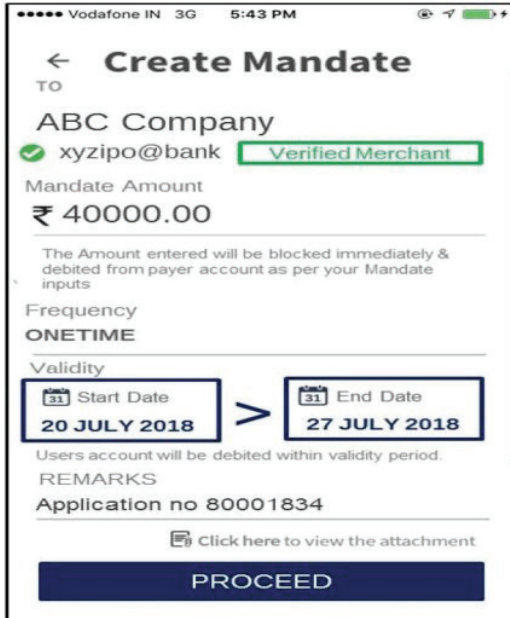 Vodafone IN 3G 5:43 PM
Create Mandate
TO
ABC Company
xyzipo@bank Verified Merchant
Mandate Amount
₹ 40000.00
The Amount entered will be blocked immediately &
debited from payer account as per your Mandate
inputs
Frequency
ONETIME
Validity
31 Start Date > 31 End Date
20 JULY 2018 27 JULY 2018
Users account will be debited within validity period.
REMARKS
Application no 80001834
Click here to view the attachment
PROCEED